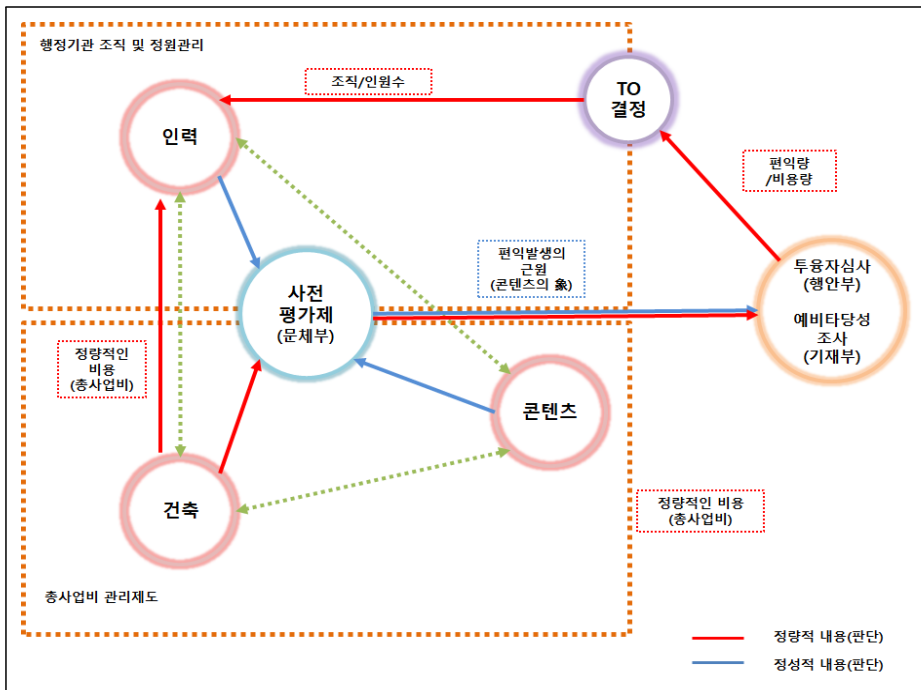 행정기관 조직 및 정원관리
조직/인원수
TO
결정
인력
편익량
/비용량
편익발생의
근원
(콘텐츠의 象)
사전
평가제
(문체부)
투융자심사
(행안부)
예비타당성
조사
(기재부)
정량적인
비용
(총사업비)
콘텐츠
건축
정량적인 비용
(총사업비)
총사업비 관리제도
정량적 내용(판단)
정성적 내용(판단)